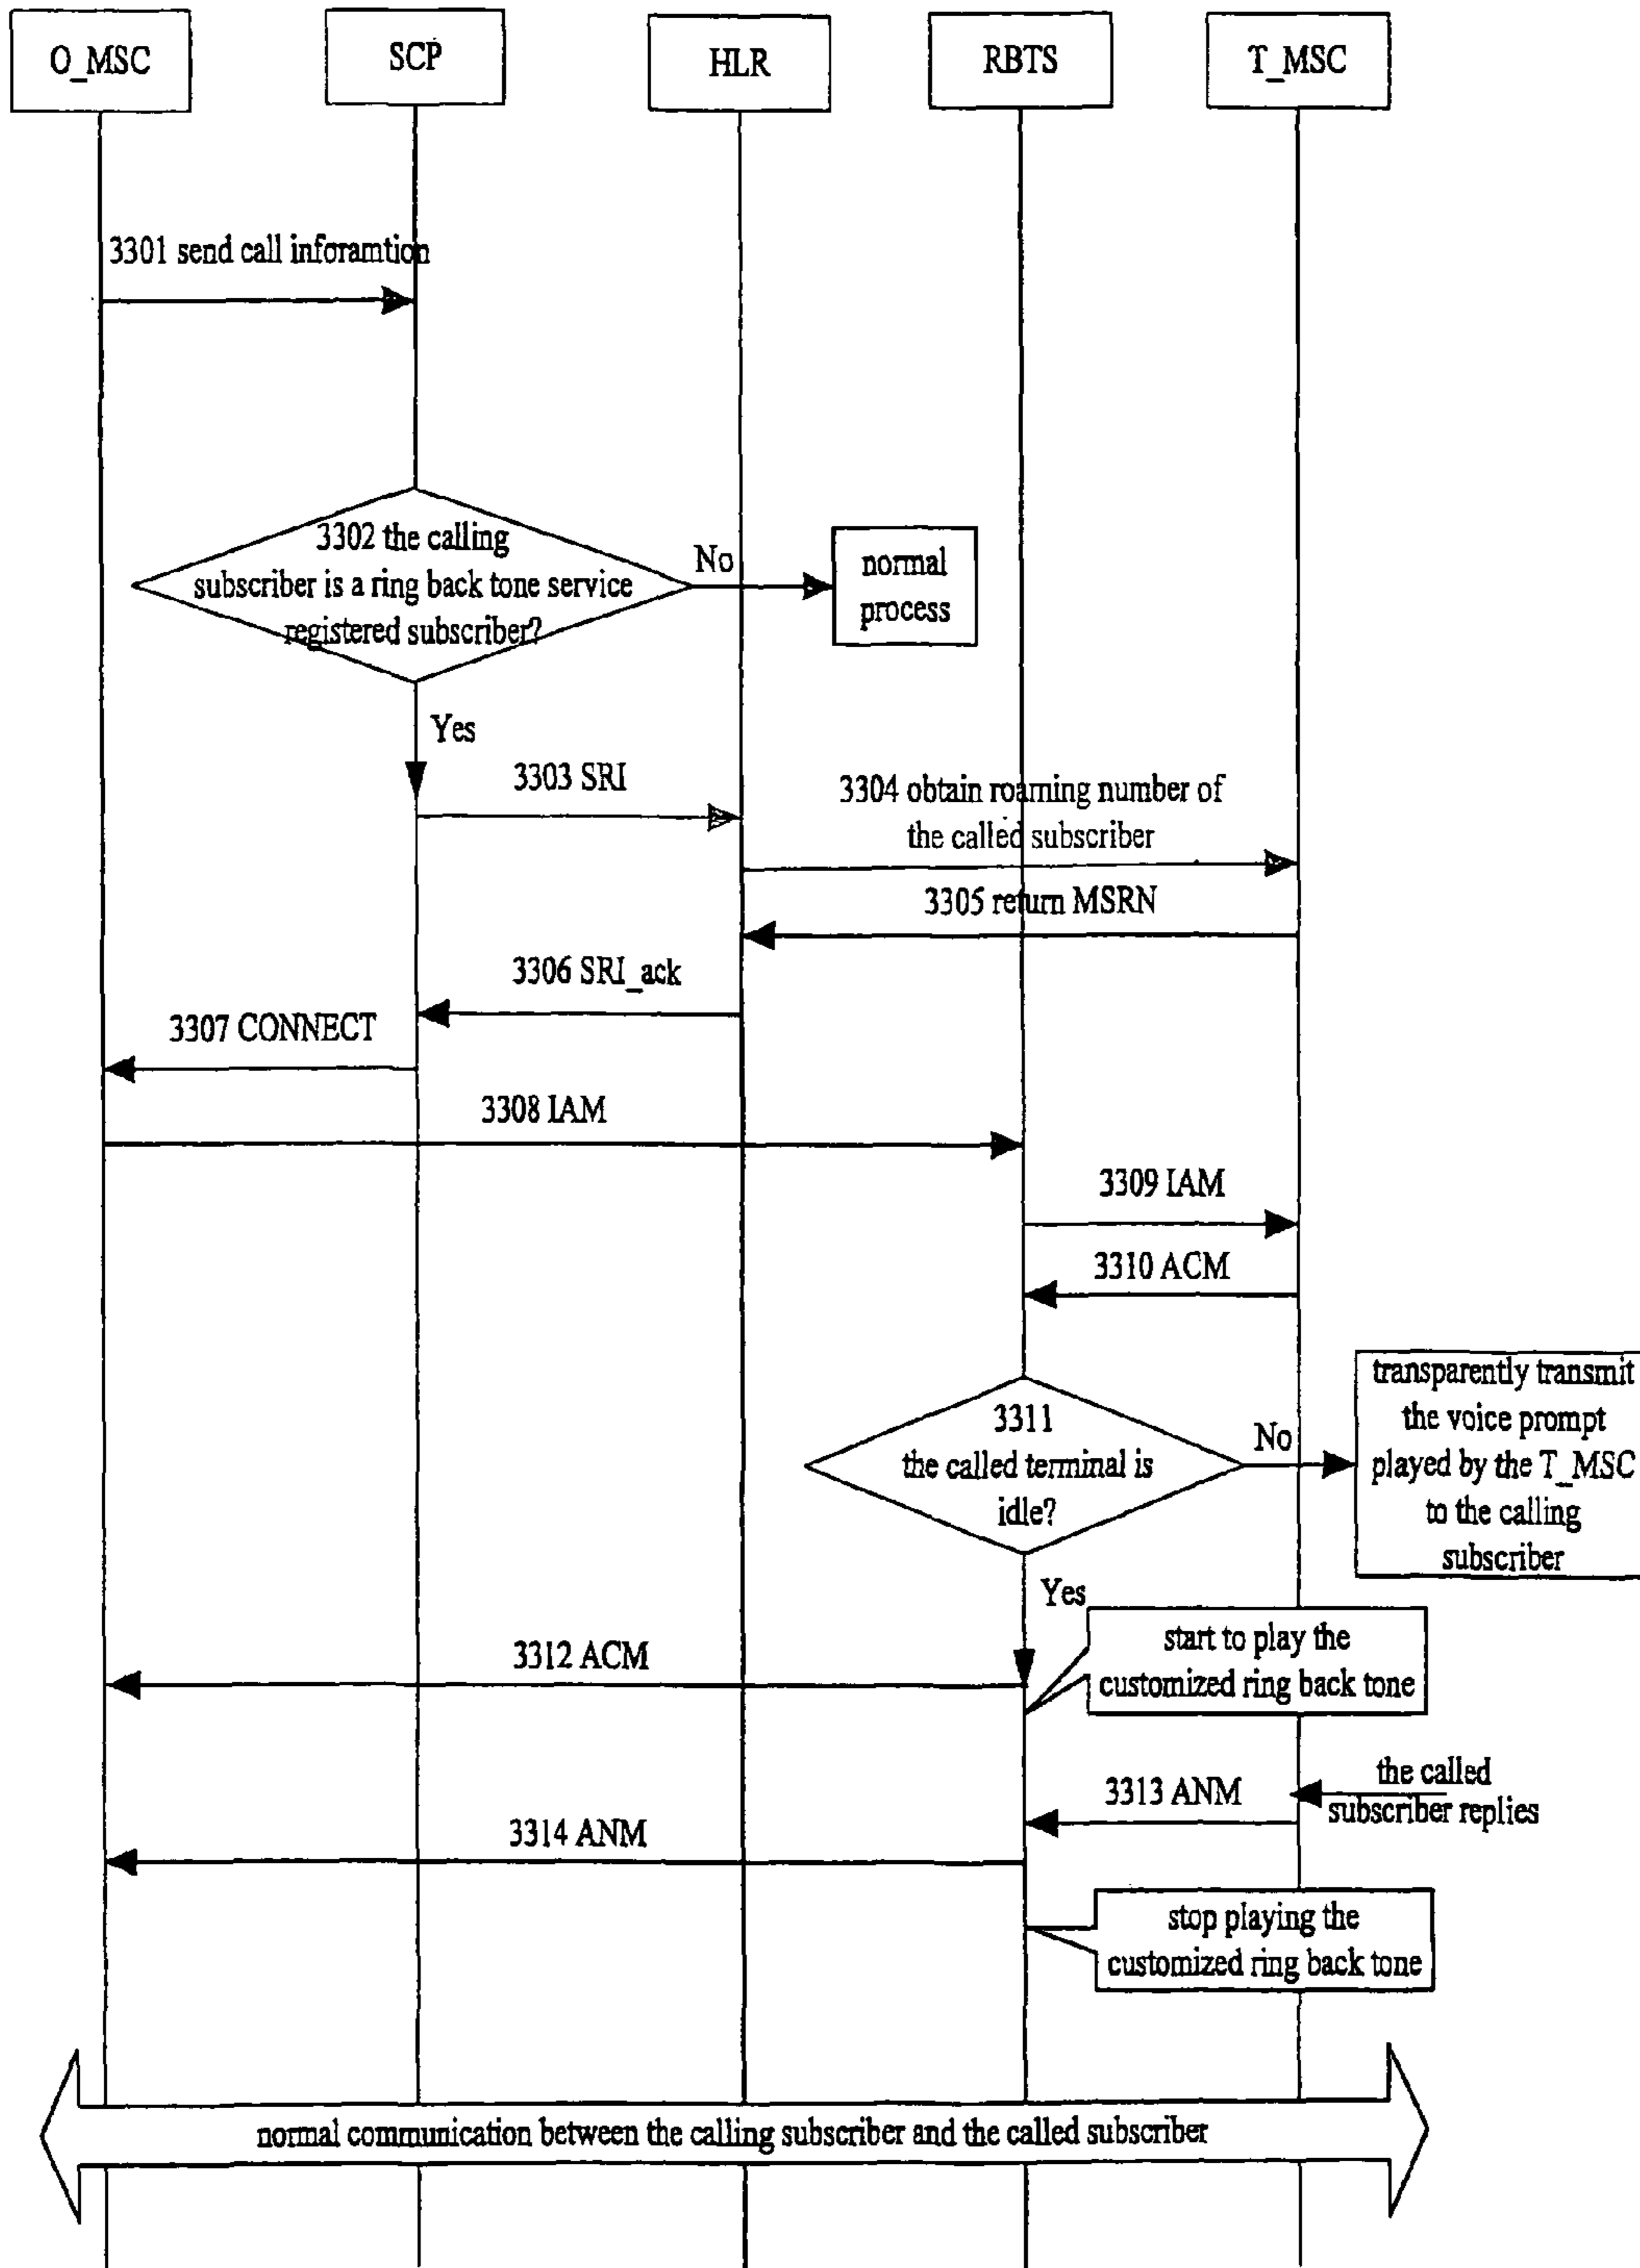 O_MSC
SCP
HLR
RBTS
T_MSC
3301 send call inforamtion
3302 the calling
subscriber is a ring back tone service
registered subscriber?
No
normal
process
Yes
3303 SRI
3304 obtain roaming number of
the called subscriber
3305 return MSRN
3306 SRI_ack
3307 CONNECT
3308 IAM
3309 IAM
3310 ACM
3311
the called terminal is
idle?
No
transparently transmit
the voice prompt
played by the T_MSC
to the calling
subscriber
Yes
start to play the
customized ring back tone
3312 ACM
the called
subscriber replies
3313 ANM
3314 ANM
stop playing the
customized ring back tone
normal communication between the calling subscriber and the called subscriber